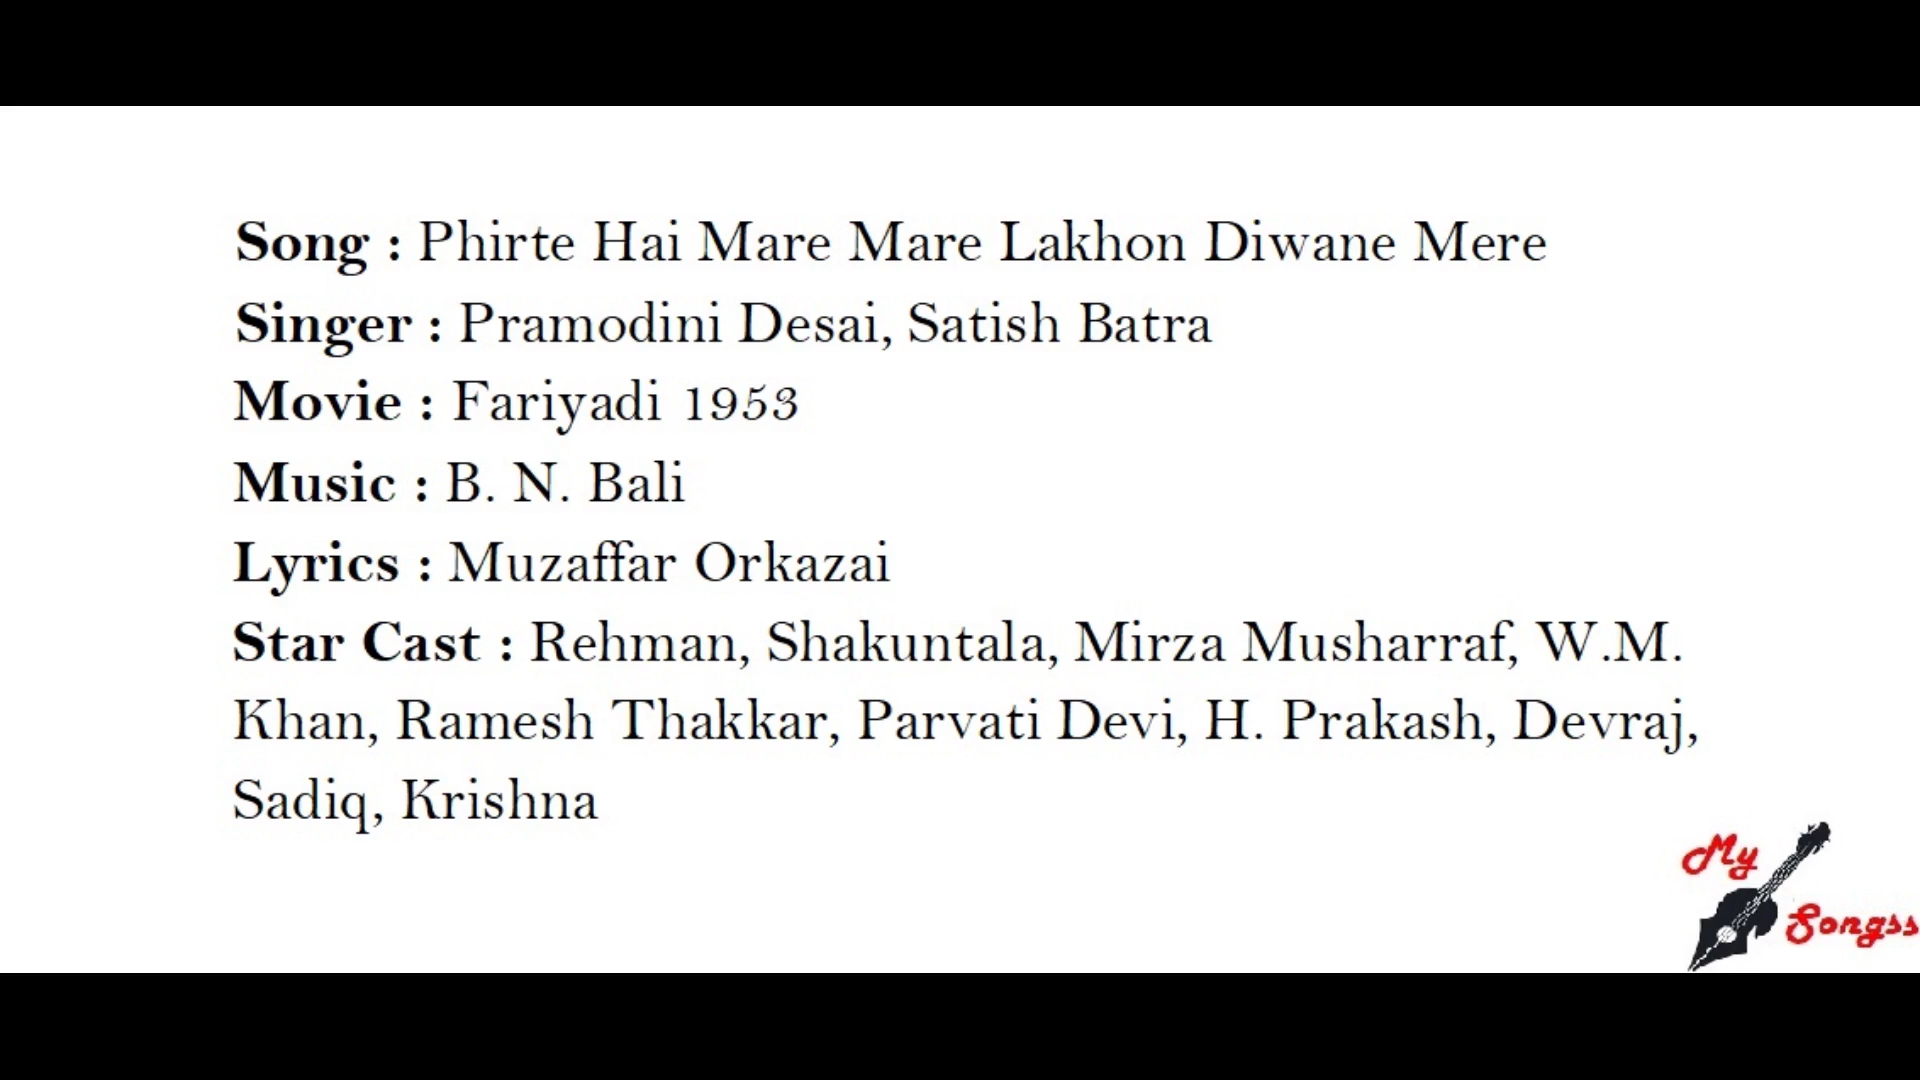 Song : Phirte Hai Mare Mare Lakhon Diwane Mere
Singer : Pramodini Desai, Satish Batra
Movie : Fariyadi 1953
Music : B. N. Bali
Lyrics : Muzaffar Orkazai
Star Cast : Rehman, Shakuntala, Mirza Musharraf, W.M.
Khan, Ramesh Thakkar, Parvati Devi, H. Prakash, Devraj,
Sadiq, Krishna
My
Songss